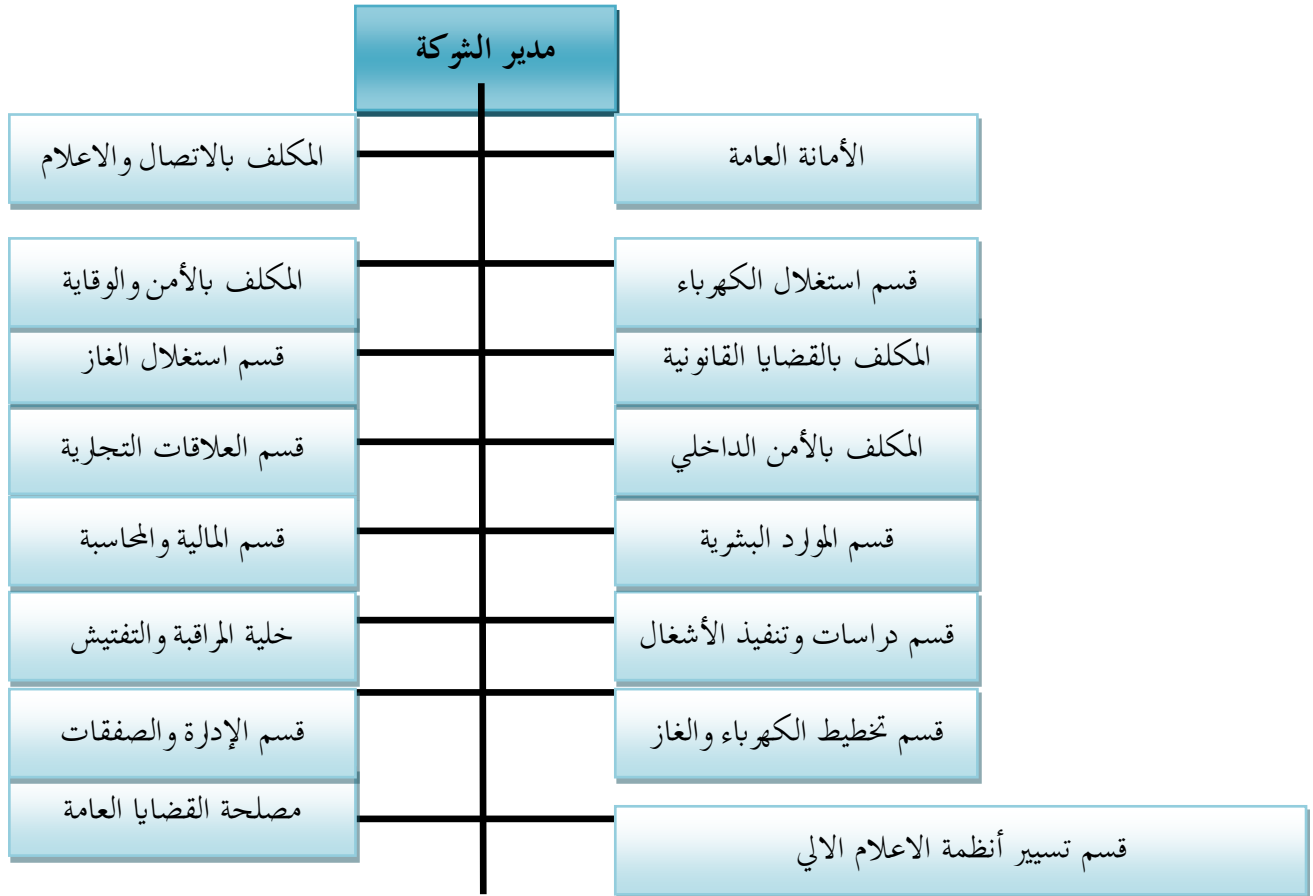 مدير الشركة
الأمانة العامة
المكلف بالاتصال والاعلام
قسم استغلال الكهرباء
المكلف بالأمن والوقاية
المكلف بالقضايا القانونية
قسم استغلال الغاز
المكلف بالأمن الداخلي
قسم العلاقات التجارية
قسم الموارد البشرية
قسم المالية والمحاسبة
قسم دراسات وتنفيذ الأشغال
خلية المراقبة والتفتيش
قسم تخطيط الكهرباء والغاز
قسم الإدارة والصفقات
مصلحة القضايا العامة
قسم تسيير أنظمة الاعلام الالي